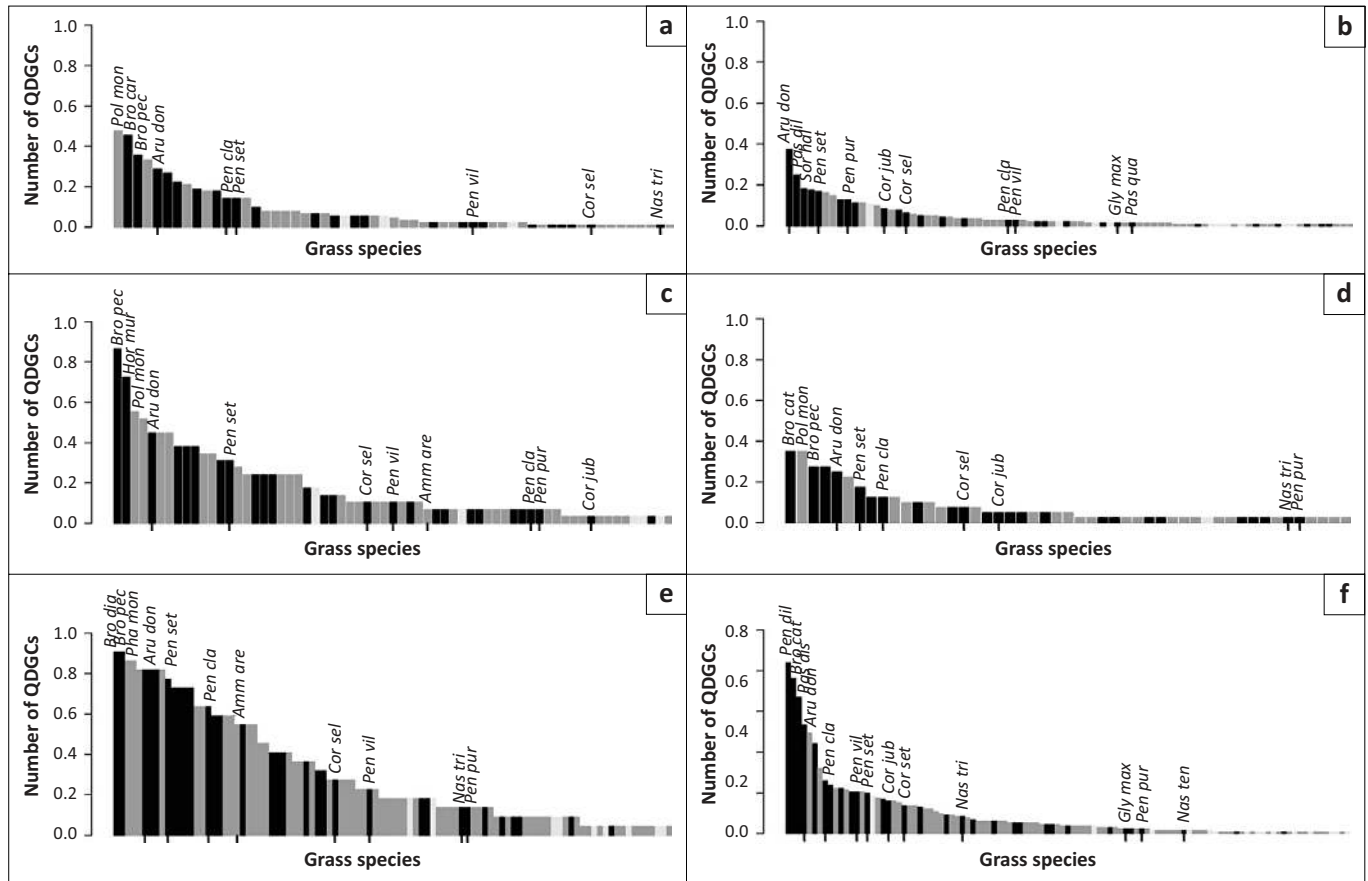 a
Number of QDGCs
1.0
0.8
0.6
0.4
0.2
0.0
Pol mon
Bro car
Bro pec
Aru don
Pen cla
Pen set
Pen vil
Cor sel
Nas tri
Grass species
b
Number of QDGCs
1.0
0.8
0.6
0.4
0.2
0.0
Aru don
Pas dil
Sor hal
Pen set
Pen pur
Cor jub
Cor sel
Pen cla
Pen vil
Gly max
Pas qua
Grass species
c
Number of QDGCs
1.0
0.8
0.6
0.4
0.2
0.0
Bro pec
Hor mur
Pol mon
Aru don
Pen set
Cor sel
Pen vil
Amm are
Pen cla
Pen pur
Cor jub
Grass species
d
Number of QDGCs
1.0
0.8
0.6
0.4
0.2
0.0
Bro cat
Pol mon
Bro pec
Aru don
Pen set
Pen cla
Cor sel
Cor jub
Nas tri
Pen pur
Grass species
e
Number of QDGCs
1.0
0.8
0.6
0.4
0.2
0.0
Bro dia
Bro pec
Pha mon
Aru don
Pen set
Pen cla
Amm are
Cor sel
Pen vil
Nas tri
Pen pur
Grass species
f
Number of QDGCs
0.8
0.6
0.4
0.2
0.0
Pen dil
Bro cat
Pas dis
Aru don
Pen cla
Pen vil
Pen set
Cor jub
Cor set
Nas tri
Gly max
Pen pur
Nas ten
Grass species